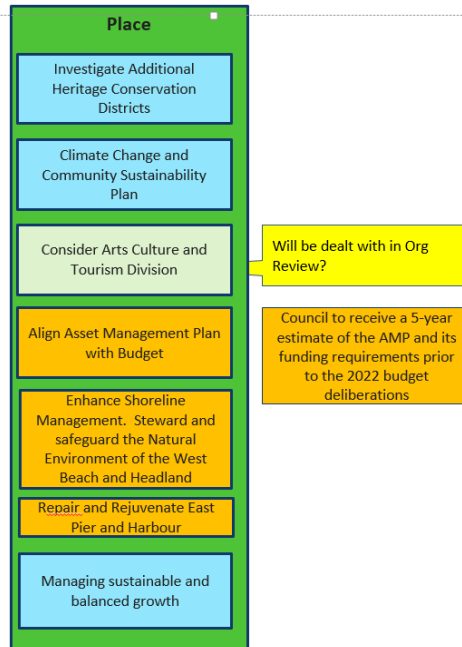 Place
Investigate Additional
Heritage Conservation
Districts
Climate Change and
Community Sustainability
Plan
Consider Arts Culture and
Tourism Division
Will be dealt with in Org
Review?
Align Asset Management Plan
with Budget
Council to receive a 5-year
estimate of the AMP and its
funding requirements prior
to the 2022 budget
deliberations
Enhance Shoreline
Management.  Steward and
safeguard the Natural
Environment of the West
Beach and Headland
Repair and Rejuvenate East
Pier and Harbour
Managing sustainable and
balanced growth